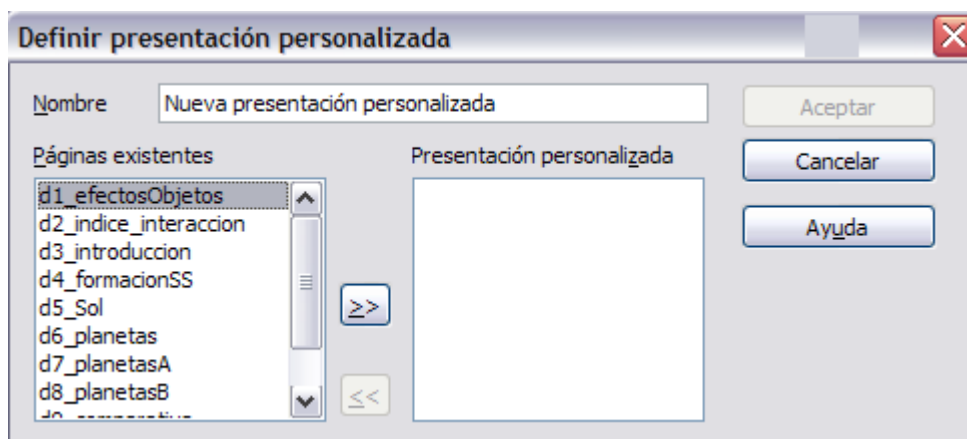 Definir presentación personalizada
Nombre
Nueva presentación personalizada
Aceptar
Páginas existentes
Presentación personalizada
Cancelar
d1_efectosObjetos
d2_indice_interaccion
d3_introduccion
d4_formacionSS
d5_Sol
d6_planetas
d7_planetasA
d8_planetasB
Ayuda
>>
<<